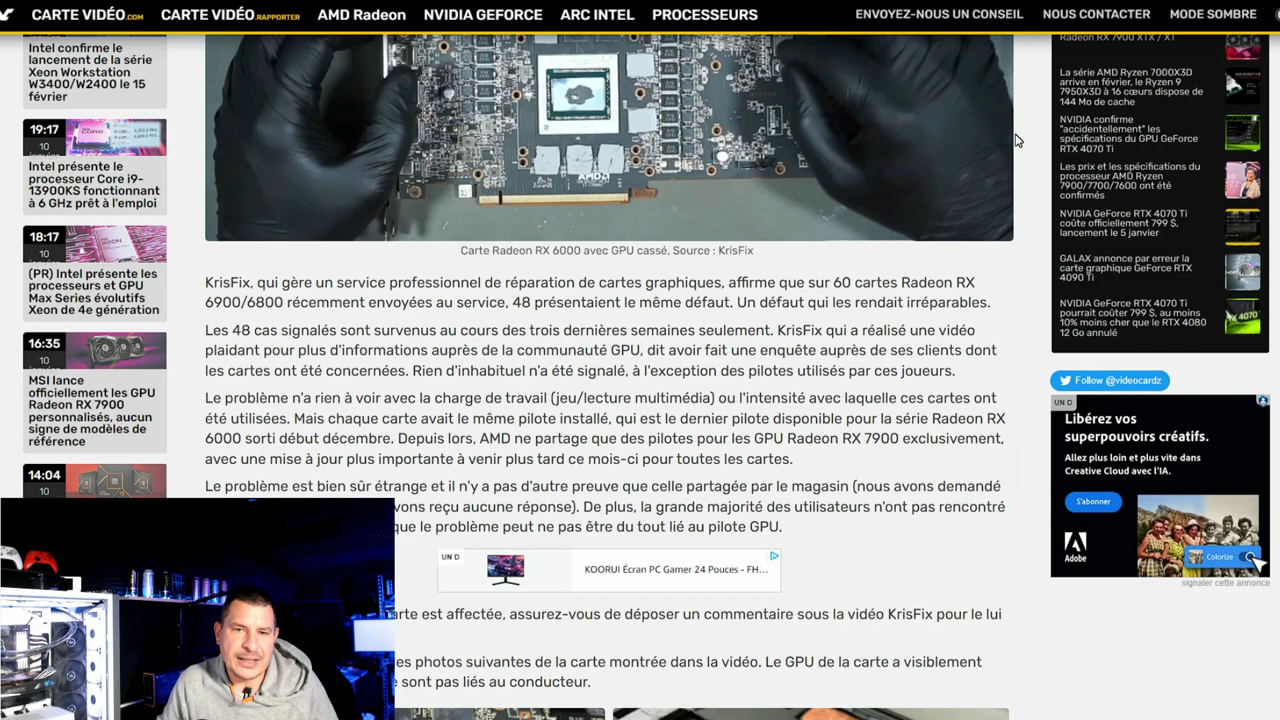 CARTE VIDÉO.COM
CARTE VIDÉO.RAPPORTER
AMD Radeon
NVIDIA GEFORCE
ARC INTEL
PROCESSEURS
ENVOYEZ-NOUS UN CONSEIL
NOUS CONTACTER
MODE SOMBRE
Intel confirme le
lancement de la série
Xeon Workstation
W3400/W2400 le 15
février
19:17
10
Intel présente le
processeur Core i9-
13900KS fonctionnant
à 6 GHz prêt à l'emploi
18:17
10
(PR) Intel présente les
processeurs et GPU
Max Series évolutifs
Xeon de 4e génération
16:35
10
MSI lance
officiellement les GPU
Radeon RX 7900
personnalisés, aucun
signe de modèles de
référence
14:04
10
AMD
Carte Radeon RX 6000 avec GPU cassé, Source : KrisFix
KrisFix, qui gère un service professionnel de réparation de cartes graphiques, affirme que sur 60 cartes Radeon RX
6900/6800 récemment envoyées au service, 48 présentaient le même défaut. Un défaut qui les rendait irréparables.
Les 48 cas signalés sont survenus au cours des trois dernières semaines seulement. KrisFix qui a réalisé une vidéo
plaidant pour plus d'informations auprès de la communauté GPU, dit avoir fait une enquête auprès de ses clients dont
les cartes ont été concernées. Rien d'inhabituel n'a été signalé, à l'exception des pilotes utilisés par ces joueurs.
Le problème n'a rien à voir avec la charge de travail (jeu/lecture multimédia) ou l'intensité avec laquelle ces cartes ont
été utilisées. Mais chaque carte avait le même pilote installé, qui est le dernier pilote disponible pour la série Radeon RX
6000 sorti début décembre. Depuis lors, AMD ne partage que des pilotes pour les GPU Radeon RX 7900 exclusivement,
avec une mise à jour plus importante à venir plus tard ce mois-ci pour toutes les cartes.
Le problème est bien sûr étrange et il n'y a pas d'autre preuve que celle partagée par le magasin (nous avons demandé
vons reçu aucune réponse). De plus, la grande majorité des utilisateurs n'ont pas rencontré
que le problème peut ne pas être du tout lié au pilote GPU.
UN D
KOORUI Écran PC Gamer 24 Pouces - FH...
arte est affectée, assurez-vous de déposer un commentaire sous la vidéo KrisFix pour le lui
es photos suivantes de la carte montrée dans la vidéo. Le GPU de la carte a visiblement
sont pas liés au conducteur.
Radeon RX 7900 XTX / XT
La série AMD Ryzen 7000X3D
arrive en février, le Ryzen 9
7950X3D à 16 cœurs dispose de
144 Mo de cache
NVIDIA confirme
"accidentellement" les
spécifications du GPU GeForce
RTX 4070 Ti
Les prix et les spécifications du
processeur AMD Ryzen
7900/7700/7600 ont été
confirmés
NVIDIA GeForce RTX 4070 Ti
coûte officiellement 799 $,
lancement le 5 janvier
GALAX annonce par erreur la
carte graphique GeForce RTX
4090 Ti
NVIDIA GeForce RTX 4070 Ti
pourrait coûter 799 $, au moins
10% moins cher que le RTX 4080
12 Go annulé
Follow @videocardz
UN D
Libérez vos
superpouvoirs créatifs.
Allez plus loin et plus vite dans
Creative Cloud avec l'IA.
S'abonner
Adobe
Colorize
signaler cette annonce